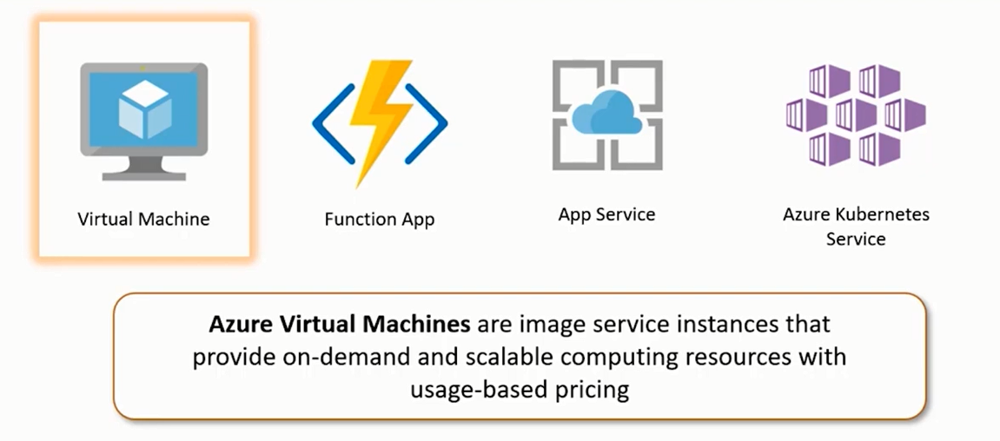 Virtual Machine
Function App
App Service
Azure Kubernetes
Service
Azure Virtual Machines are image service instances that
provide on-demand and scalable computing resources with
usage-based pricing